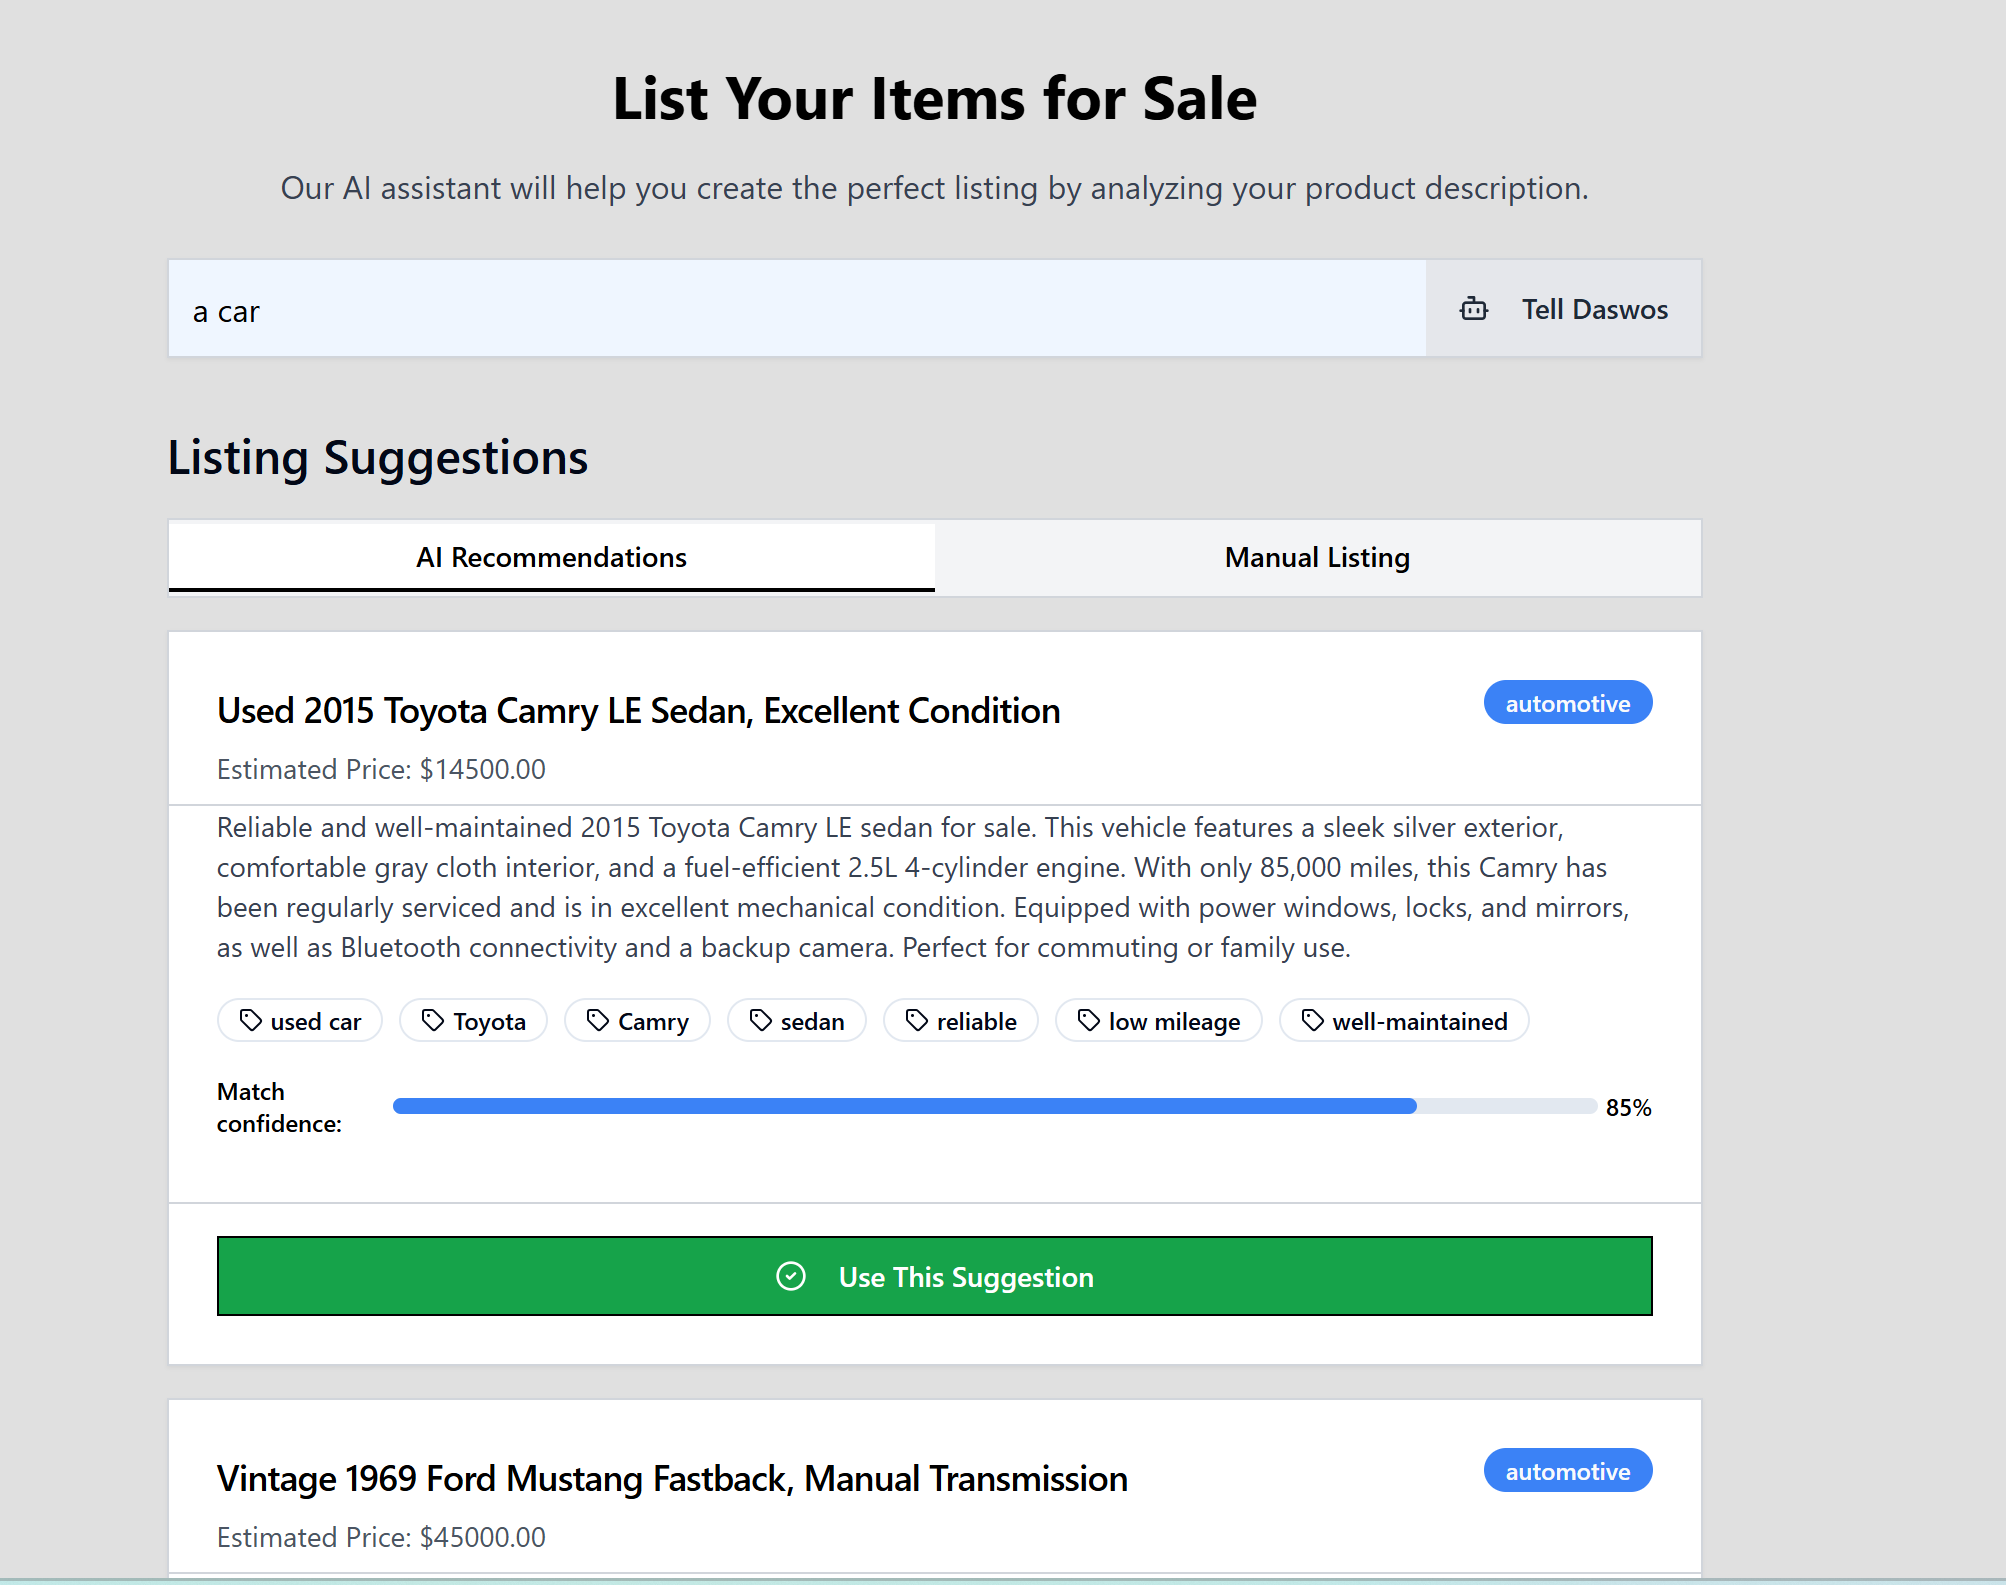 List Your Items for Sale
Our AI assistant will help you create the perfect listing by analyzing your product description.
a car
Tell Daswos
Listing Suggestions
AI Recommendations
Manual Listing
Used 2015 Toyota Camry LE Sedan, Excellent Condition
automotive
Estimated Price: $14500.00
Reliable and well-maintained 2015 Toyota Camry LE sedan for sale. This vehicle features a sleek silver exterior,
comfortable gray cloth interior, and a fuel-efficient 2.5L 4-cylinder engine. With only 85,000 miles, this Camry has
been regularly serviced and is in excellent mechanical condition. Equipped with power windows, locks, and mirrors,
as well as Bluetooth connectivity and a backup camera. Perfect for commuting or family use.
used car
Toyota
Camry
sedan
reliable
low mileage
well-maintained
Match
confidence:
85%
Use This Suggestion
Vintage 1969 Ford Mustang Fastback, Manual Transmission
automotive
Estimated Price: $45000.00